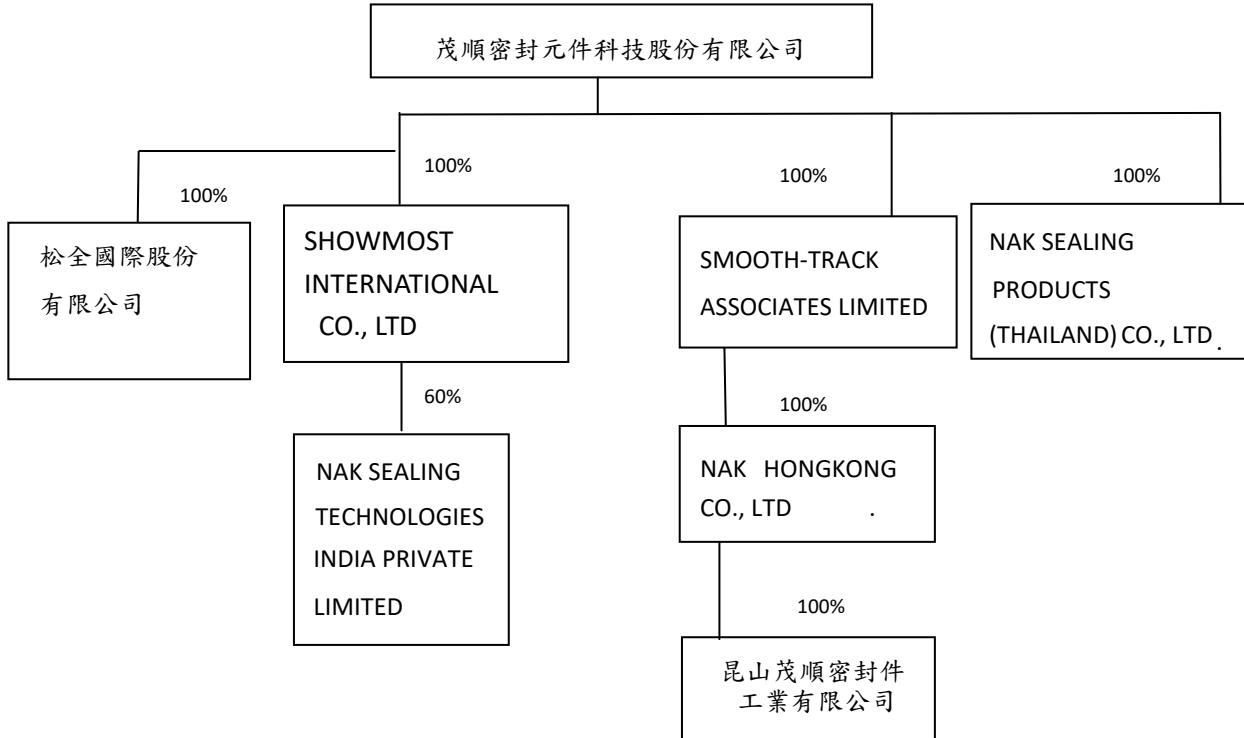 茂順密封元件科技股份有限公司
100%
100%
100%
100%
松全國際股份
有限公司
SHOWMOST
INTERNATIONAL
CO., LTD
SMOOTH-TRACK
ASSOCIATES LIMITED
NAK SEALING
PRODUCTS
(THAILAND) CO., LTD .
60%
100%
NAK SEALING
TECHNOLOGIES
INDIA PRIVATE
LIMITED
NAK HONGKONG
CO., LTD .
100%
昆山茂順密封件
工業有限公司